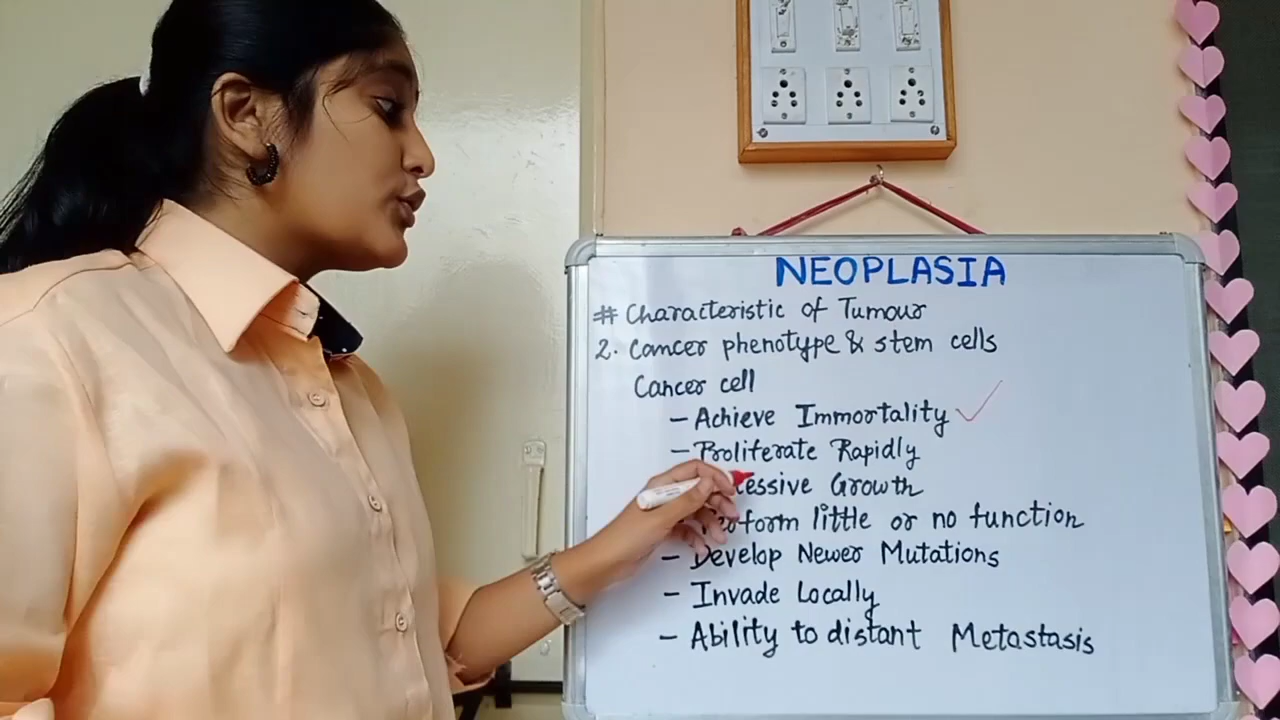 NEOPLASIA
# Characteristic of Tumour
2. Cancer phenotype & stem cells
Cancer cell
- Achieve Immortality ✓
- Proliferate Rapidly
Growth
Perform little or no function
- Develop Newer Mutations
- Invade Locally
- Ability to distant Metastasis